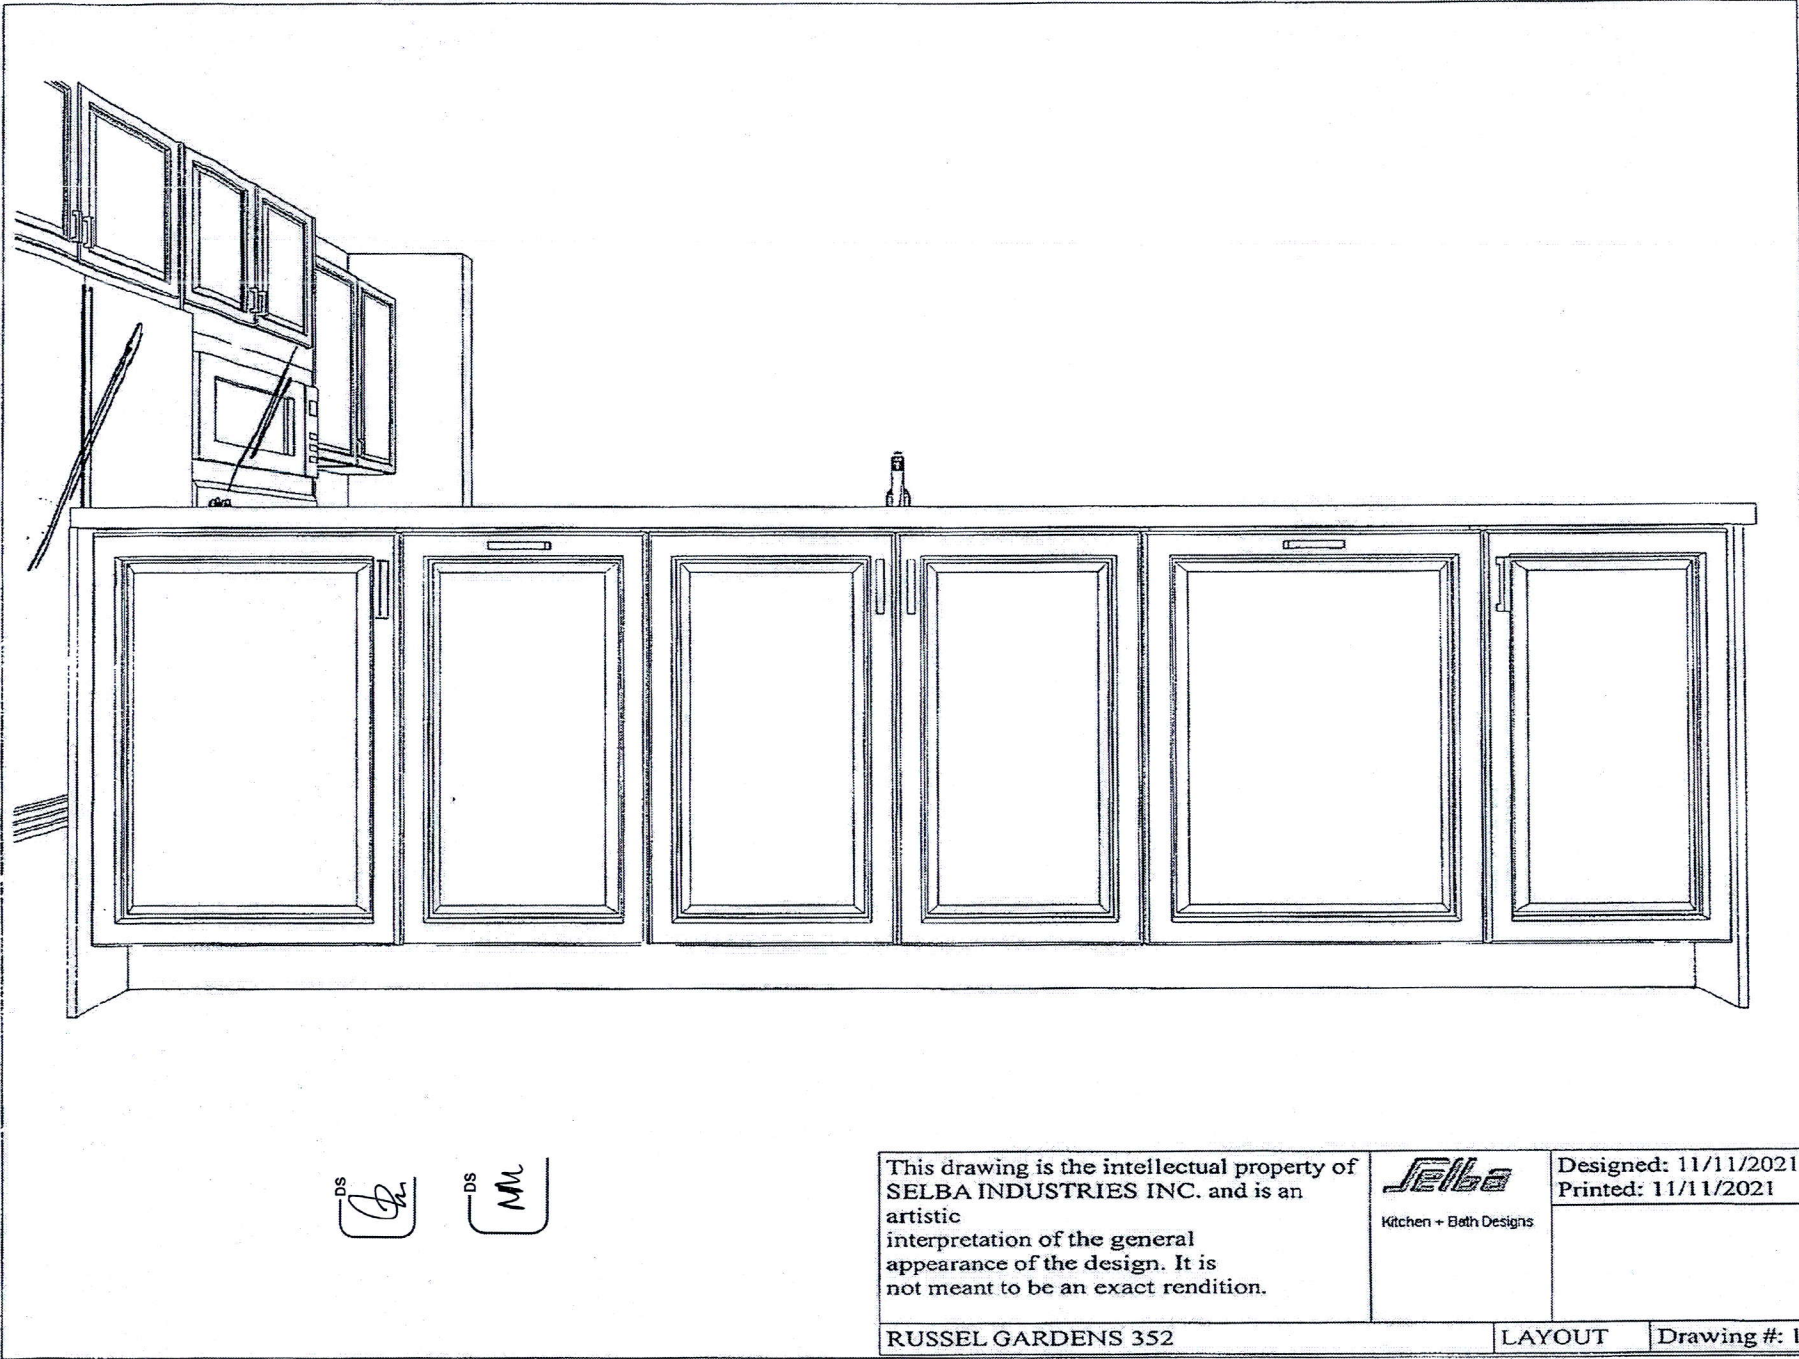 DS
DS
This drawing is the intellectual property of
SELBA INDUSTRIES INC. and is an
artistic
interpretation of the general
appearance of the design. It is
not meant to be an exact rendition.
Selba
Kitchen + Bath Designs
Designed: 11/11/2021
Printed: 11/11/2021
RUSSEL GARDENS 352
LAYOUT
Drawing #: 1